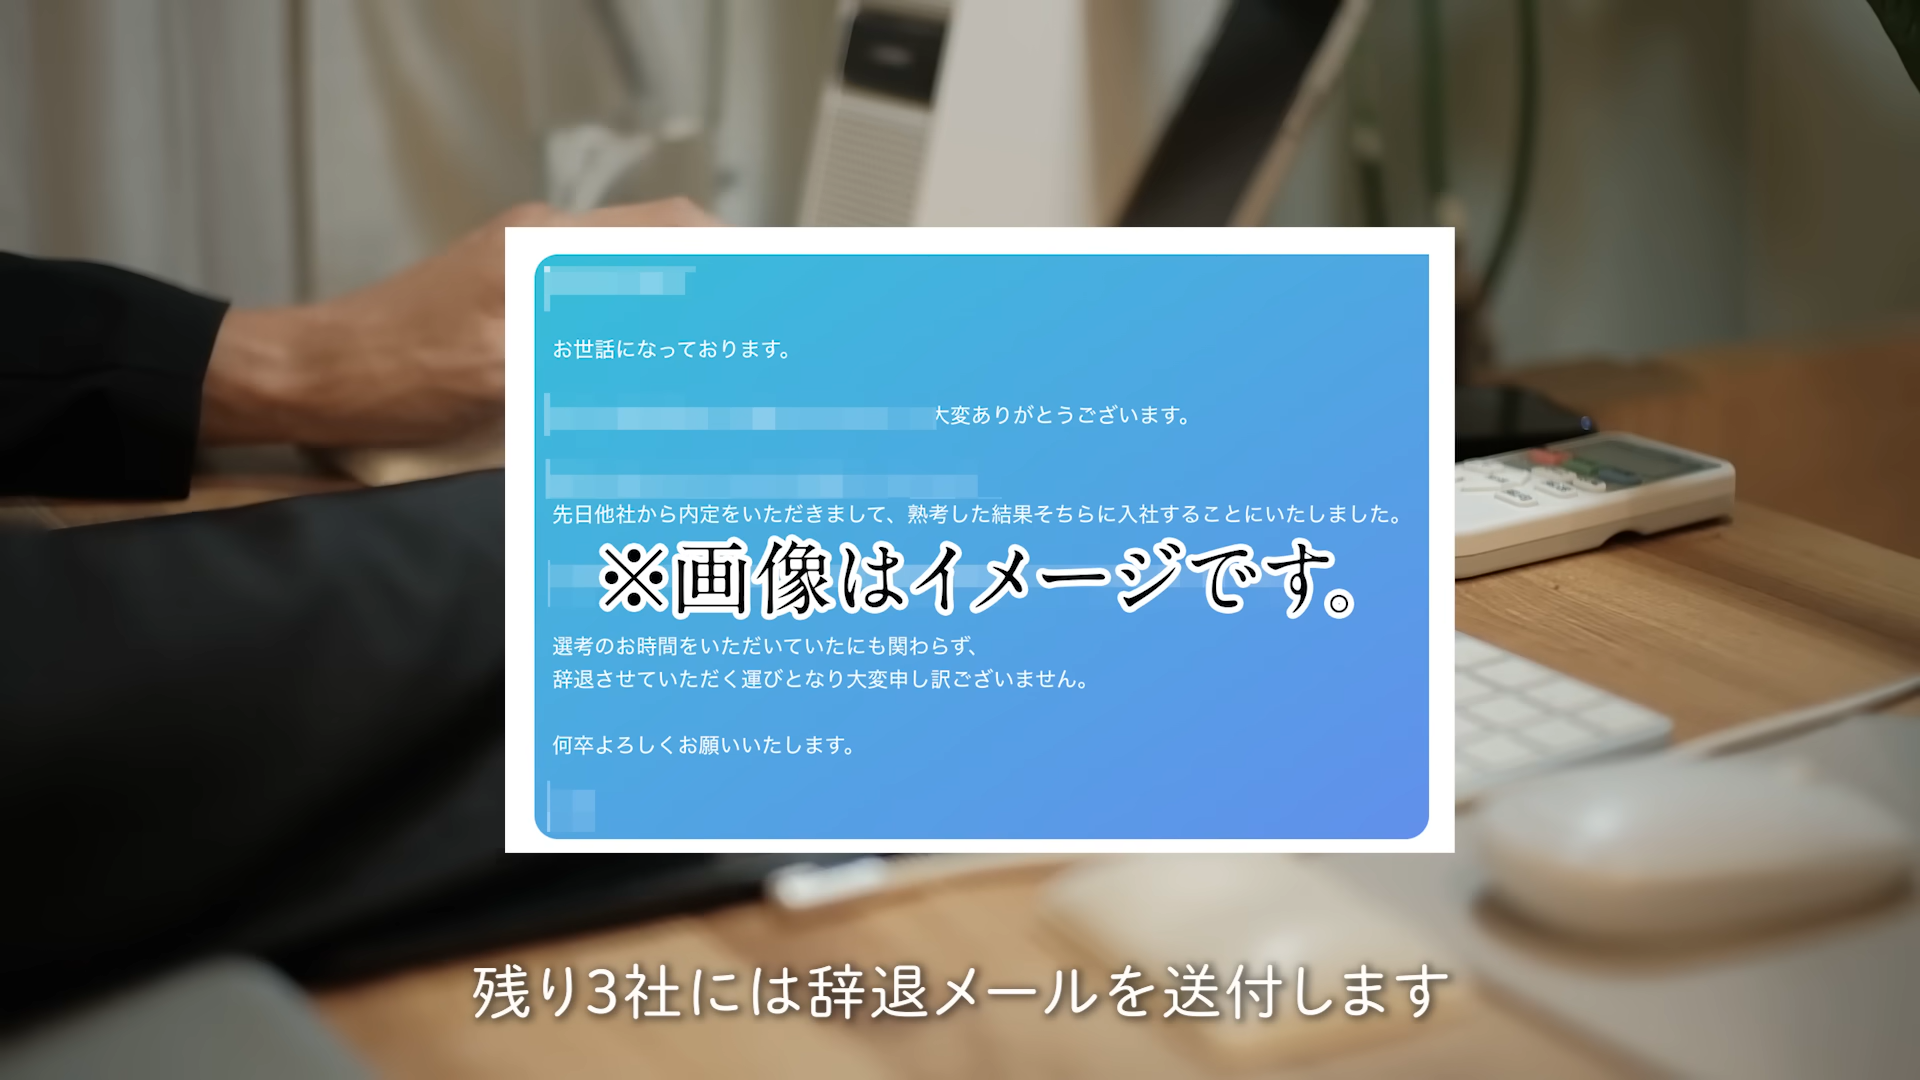 お世話になっております。
大変ありがとうございます。
先日他社から内定をいただきまして、熟考した結果そちらに入社することにいたしました。
※画像はイメージです。
選考のお時間をいただいていたにも関わらず、
辞退させていただく運びとなり大変申し訳ございません。
何卒よろしくお願いいたします。
残り3社には辞退メールを送付します